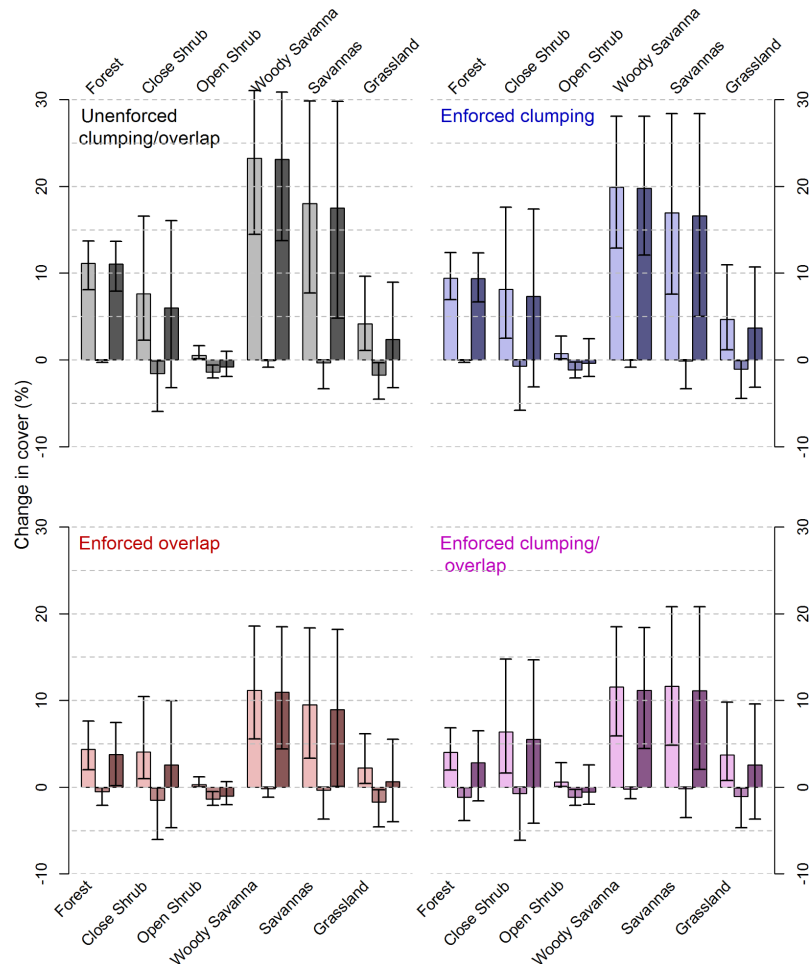 Forest
Close Shrub
Open Shrub
Woody Savanna
Savannas
Grassland
Forest
Close Shrub
Open Shrub
Woody Savanna
Savannas
Grassland
30
20
10
0
-10
Unenforced
clumping/overlap
Enforced clumping
30
20
10
0
-10
Change in cover (%)
30
20
10
0
-10
Enforced overlap
Enforced clumping/
overlap
30
20
10
0
-10
Forest
Close Shrub
Open Shrub
Woody Savanna
Savannas
Grassland
Forest
Close Shrub
Open Shrub
Woody Savanna
Savannas
Grassland